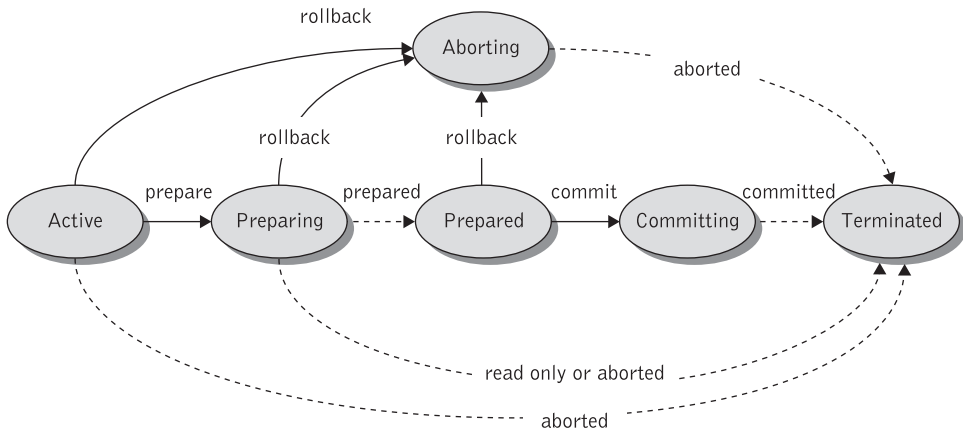 rollback
Aborting
aborted
rollback
rollback
prepare
prepared
commit
committed
Active
Preparing
Prepared
Committing
Terminated
read only or aborted
aborted